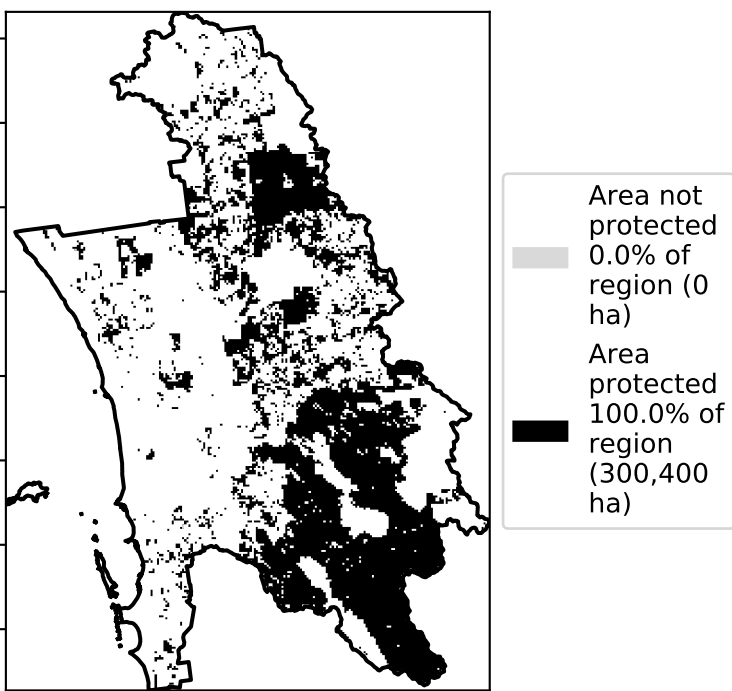 Area not
protected
0.0% of
region (0
ha)
Area
protected
100.0% of
region
(300,400
ha)